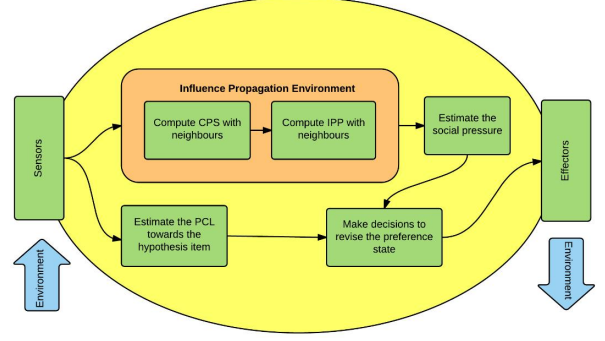 Influence Propagation Environment
Compute CPS with
neighbours
Compute IPP with
neighbours
Estimate the
social pressure
Sensors
Effectors
Estimate the PCL
towards the
hypothesis item
Make decisions to
revise the preference
state
Environment
Environment